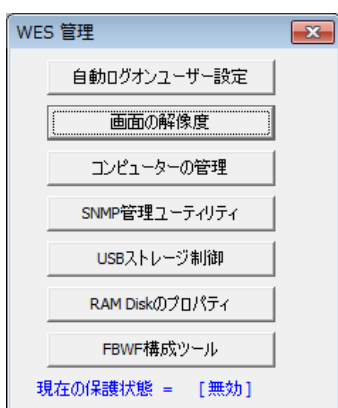 WES 管理
自動ログオンユーザー設定
画面の解像度
コンピューターの管理
SNMP管理ユーティリティ
USBストレージ制御
RAM Diskのプロパティ
FBWF構成ツール
現在の保護状態 = [無効]